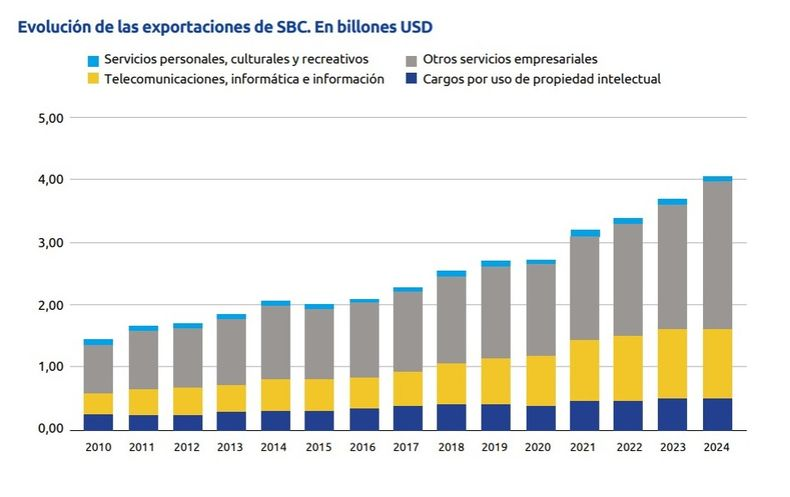 Evolución de las exportaciones de SBC. En billones USD
Servicios personales, culturales y recreativos
Otros servicios empresariales
Telecomunicaciones, informática e información
Cargos por uso de propiedad intelectual
5,00
4,00
3,00
2,00
1,00
0,00
2010 2011 2012 2013 2014 2015 2016 2017 2018 2019 2020 2021 2022 2023 2024